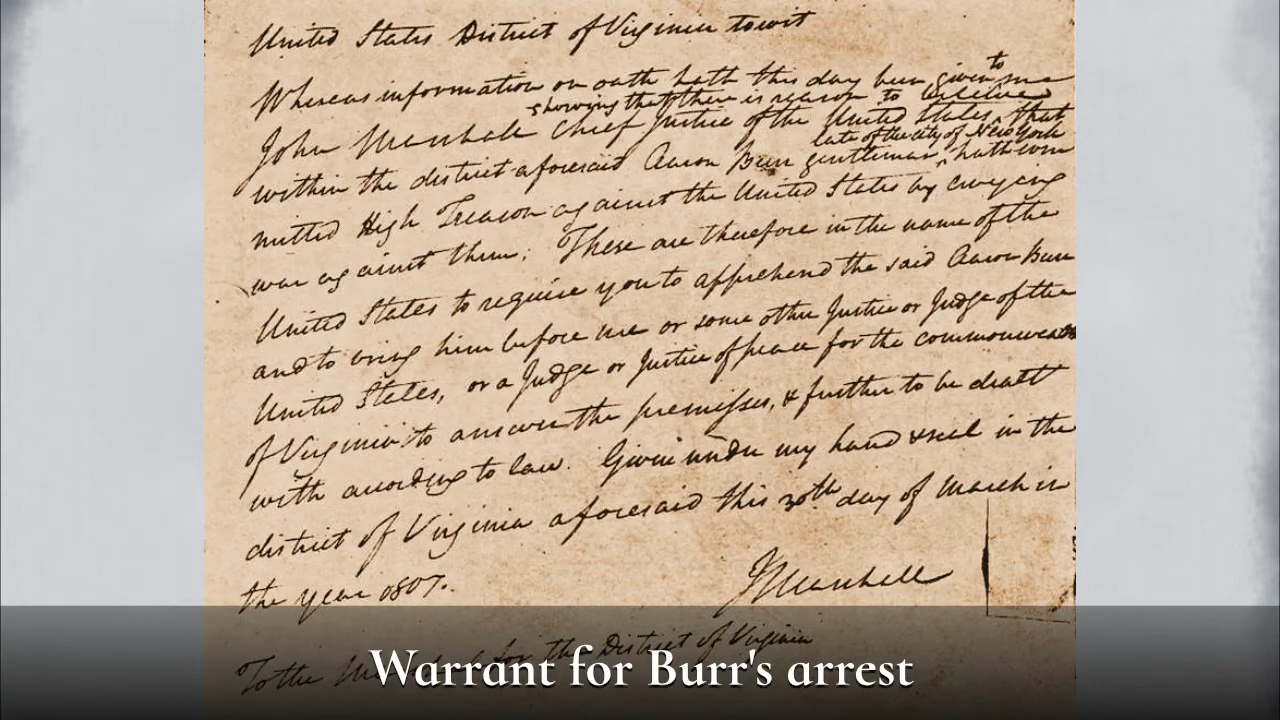 United States District of Virginia towit
Whereas information on oath hath this day been given to me
John Marshall Chief Justice of the United States, showing that there is reason to believe that
within the district aforesaid Aaron Burr gentleman, late of the city of New York hath com
mitted High Treason against the United States by levying
war against them; These are therefore in the name of the
United States to require you to apprehend the said Aaron Burr
and to bring him before me or some other Justice or Judge of the
United States, or a Judge or Justice of peace for the commonwealth
of Virginia to answer the premisses, & further to be dealt
with according to law. Given under my hand & seal in the
district of Virginia aforesaid this 30th day of March in
the year 1807.
J Marshall
To the Marshal for the District of Virginia
Warrant for Burr's arrest